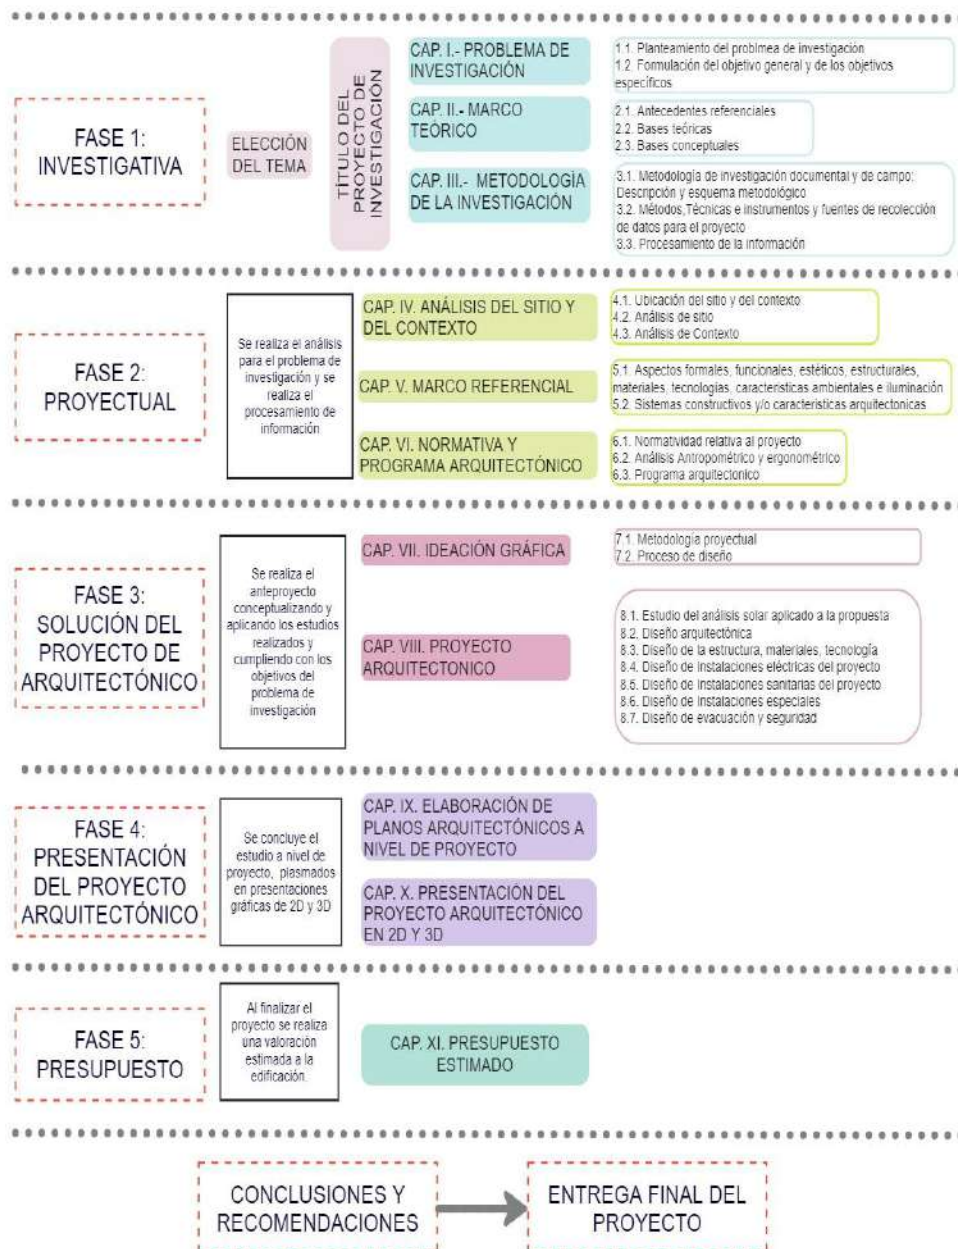 FASE 1:
INVESTIGATIVA
ELECCIÓN
DEL TEMA
TÍTULO DEL
PROYECTO DE
INVESTIGACIÓN
CAP. I.- PROBLEMA DE
INVESTIGACIÓN
1.1. Planteamiento del problmea de investigación
1.2. Formulación del objetivo general y de los objetivos
específicos
CAP. II.- MARCO
TEÓRICO
2.1. Antecedentes referenciales
2.2. Bases teóricas
2.3. Bases conceptuales
CAP. III.- METODOLOGÍA
DE LA INVESTIGACIÓN
3.1. Metodología de investigación documental y de campo:
Descripción y esquema metodológico
3.2. Métodos,Técnicas e instrumentos y fuentes de recolección
de datos para el proyecto
3.3. Procesamiento de la información
FASE 2:
PROYECTUAL
Se realiza el análisis
para el problema de
investigación y se
realiza el
procesamiento de
información
CAP. IV. ANÁLISIS DEL SITIO Y
DEL CONTEXTO
4.1. Ubicación del sitio y del contexto
4.2. Análisis de sitio
4.3. Análisis de Contexto
CAP. V. MARCO REFERENCIAL
5.1. Aspectos formales, funcionales, estéticos, estructurales,
materiales, tecnologías, características ambientales e iluminación
5.2. Sistemas constructivos y/o características arquitectonicas
CAP. VI. NORMATIVA Y
PROGRAMA ARQUITECTÓNICO
6.1. Normatividad relativa al proyecto
6.2. Análisis Antropométrico y ergonométrico
6.3. Programa arquitectonico
FASE 3:
SOLUCIÓN DEL
PROYECTO DE
ARQUITECTÓNICO
Se realiza el
anteproyecto
conceptualizando y
aplicando los estudios
realizados y
cumpliendo con los
objetivos del
problema de
investigación
CAP. VII. IDEACIÓN GRÁFICA
7.1. Metodología proyectual
7.2. Proceso de diseño
CAP. VIII. PROYECTO
ARQUITECTONICO
8.1. Estudio del análisis solar aplicado a la propuesta
8.2. Diseño arquitectónica
8.3. Diseño de la estructura, materiales, tecnología
8.4. Diseño de Instalaciones eléctricas del proyecto
8.5. Diseño de Instalaciones sanitarias del proyecto
8.6. Diseño de Instalaciones especiales
8.7. Diseño de evacuación y seguridad
FASE 4:
PRESENTACIÓN
DEL PROYECTO
ARQUITECTÓNICO
Se concluye el
estudio a nivel de
proyecto, plasmados
en presentaciones
gráficas de 2D y 3D
CAP. IX. ELABORACIÓN DE
PLANOS ARQUITECTÓNICOS A
NIVEL DE PROYECTO
CAP. X. PRESENTACIÓN DEL
PROYECTO ARQUITECTÓNICO
EN 2D Y 3D
FASE 5:
PRESUPUESTO
Al finalizar el
proyecto se realiza
una valoración
estimada a la
edificación.
CAP. XI. PRESUPUESTO
ESTIMADO
CONCLUSIONES Y
RECOMENDACIONES
ENTREGA FINAL DEL
PROYECTO